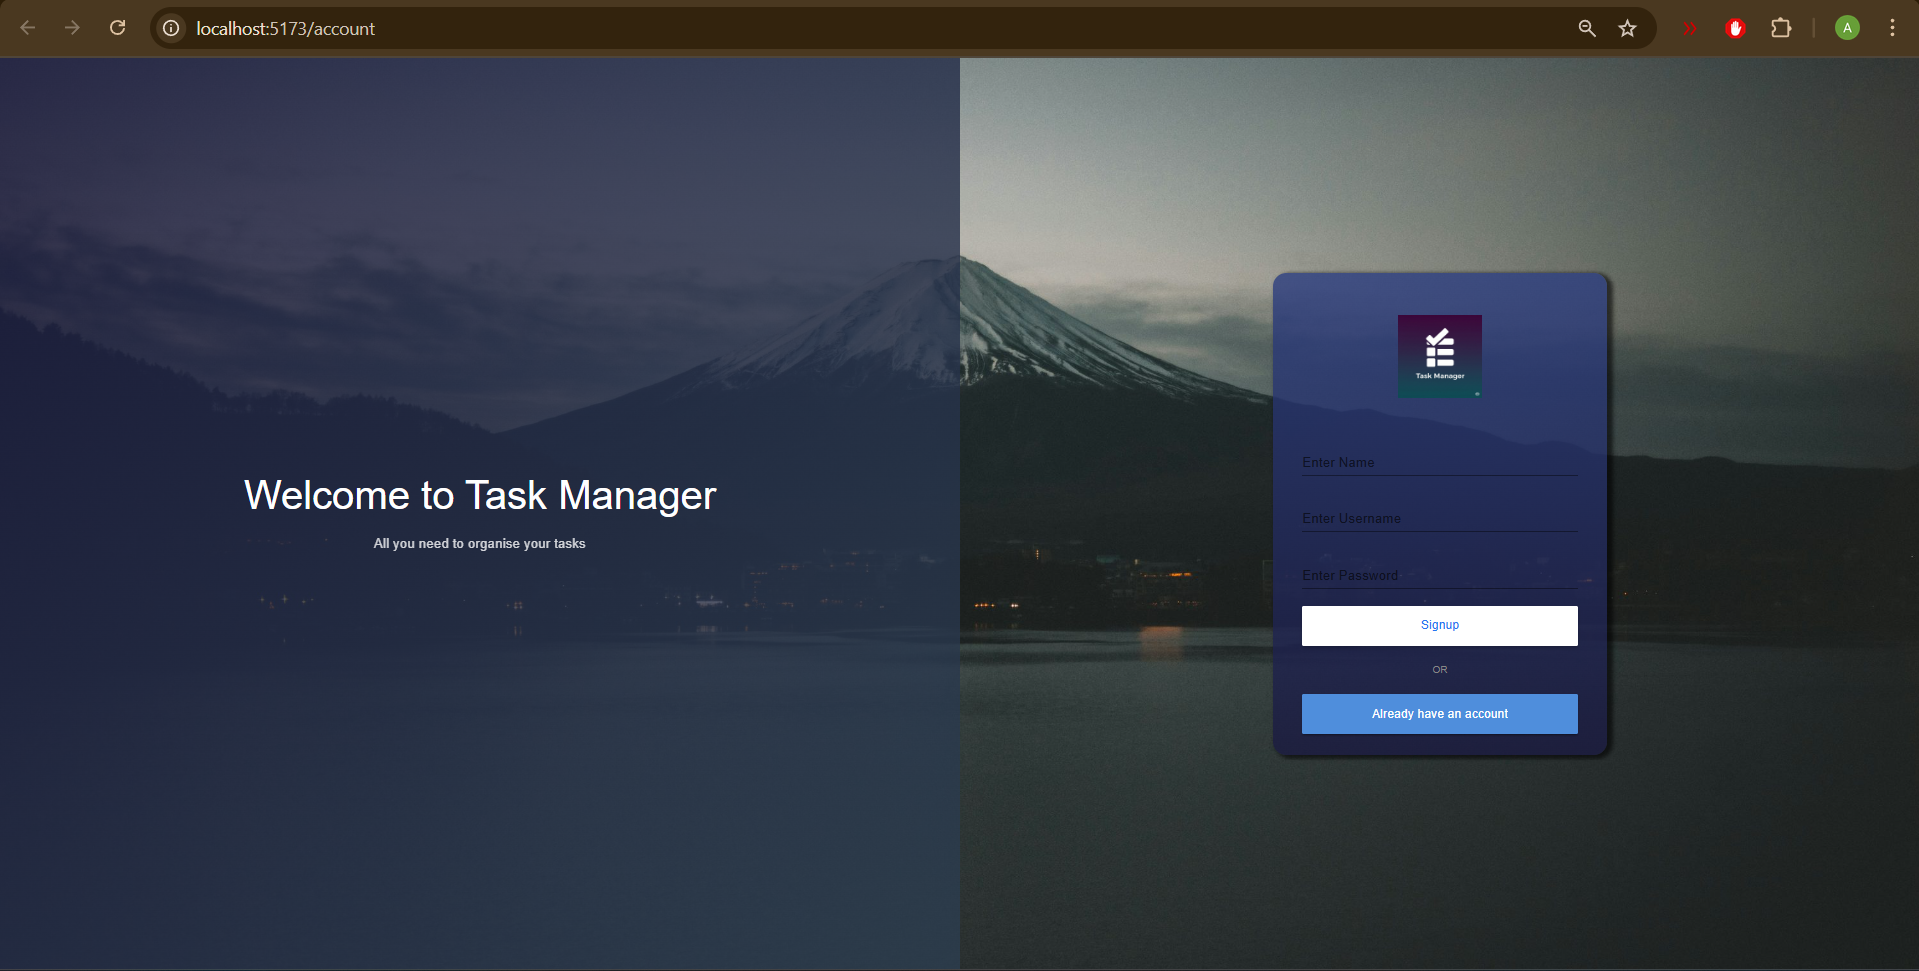 localhost:5173/account
A
Welcome to Task Manager
All you need to organise your tasks
Task Manager
Enter Name
Enter Username
Enter Password
Signup
OR
Already have an account